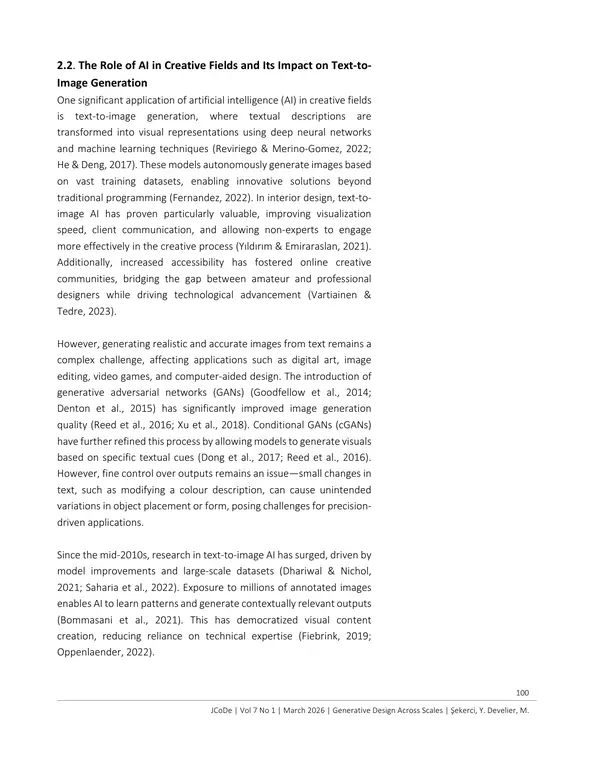 2.2. The Role of AI in Creative Fields and Its Impact on Text-to-
Image Generation
One significant application of artificial intelligence (AI) in creative fields
is text-to-image generation, where textual descriptions are
transformed into visual representations using deep neural networks
and machine learning techniques (Reviriego & Merino-Gomez, 2022;
He & Deng, 2017). These models autonomously generate images based
on vast training datasets, enabling innovative solutions beyond
traditional programming (Fernandez, 2022). In interior design, text-to-
image AI has proven particularly valuable, improving visualization
speed, client communication, and allowing non-experts to engage
more effectively in the creative process (Yıldırım & Emiraraslan, 2021).
Additionally, increased accessibility has fostered online creative
communities, bridging the gap between amateur and professional
designers while driving technological advancement (Vartiainen &
Tedre, 2023).
However, generating realistic and accurate images from text remains a
complex challenge, affecting applications such as digital art, image
editing, video games, and computer-aided design. The introduction of
generative adversarial networks (GANs) (Goodfellow et al., 2014;
Denton et al., 2015) has significantly improved image generation
quality (Reed et al., 2016; Xu et al., 2018). Conditional GANs (cGANs)
have further refined this process by allowing models to generate visuals
based on specific textual cues (Dong et al., 2017; Reed et al., 2016).
However, fine control over outputs remains an issue—small changes in
text, such as modifying a colour description, can cause unintended
variations in object placement or form, posing challenges for precision-
driven applications.
Since the mid-2010s, research in text-to-image AI has surged, driven by
model improvements and large-scale datasets (Dhariwal & Nichol,
2021; Saharia et al., 2022). Exposure to millions of annotated images
enables AI to learn patterns and generate contextually relevant outputs
(Bommasani et al., 2021). This has democratized visual content
creation, reducing reliance on technical expertise (Fiebrink, 2019;
Oppenlaender, 2022).
100
JCoDe | Vol 7 No 1 | March 2026 | Generative Design Across Scales | Şekerci, Y. Develier, M.